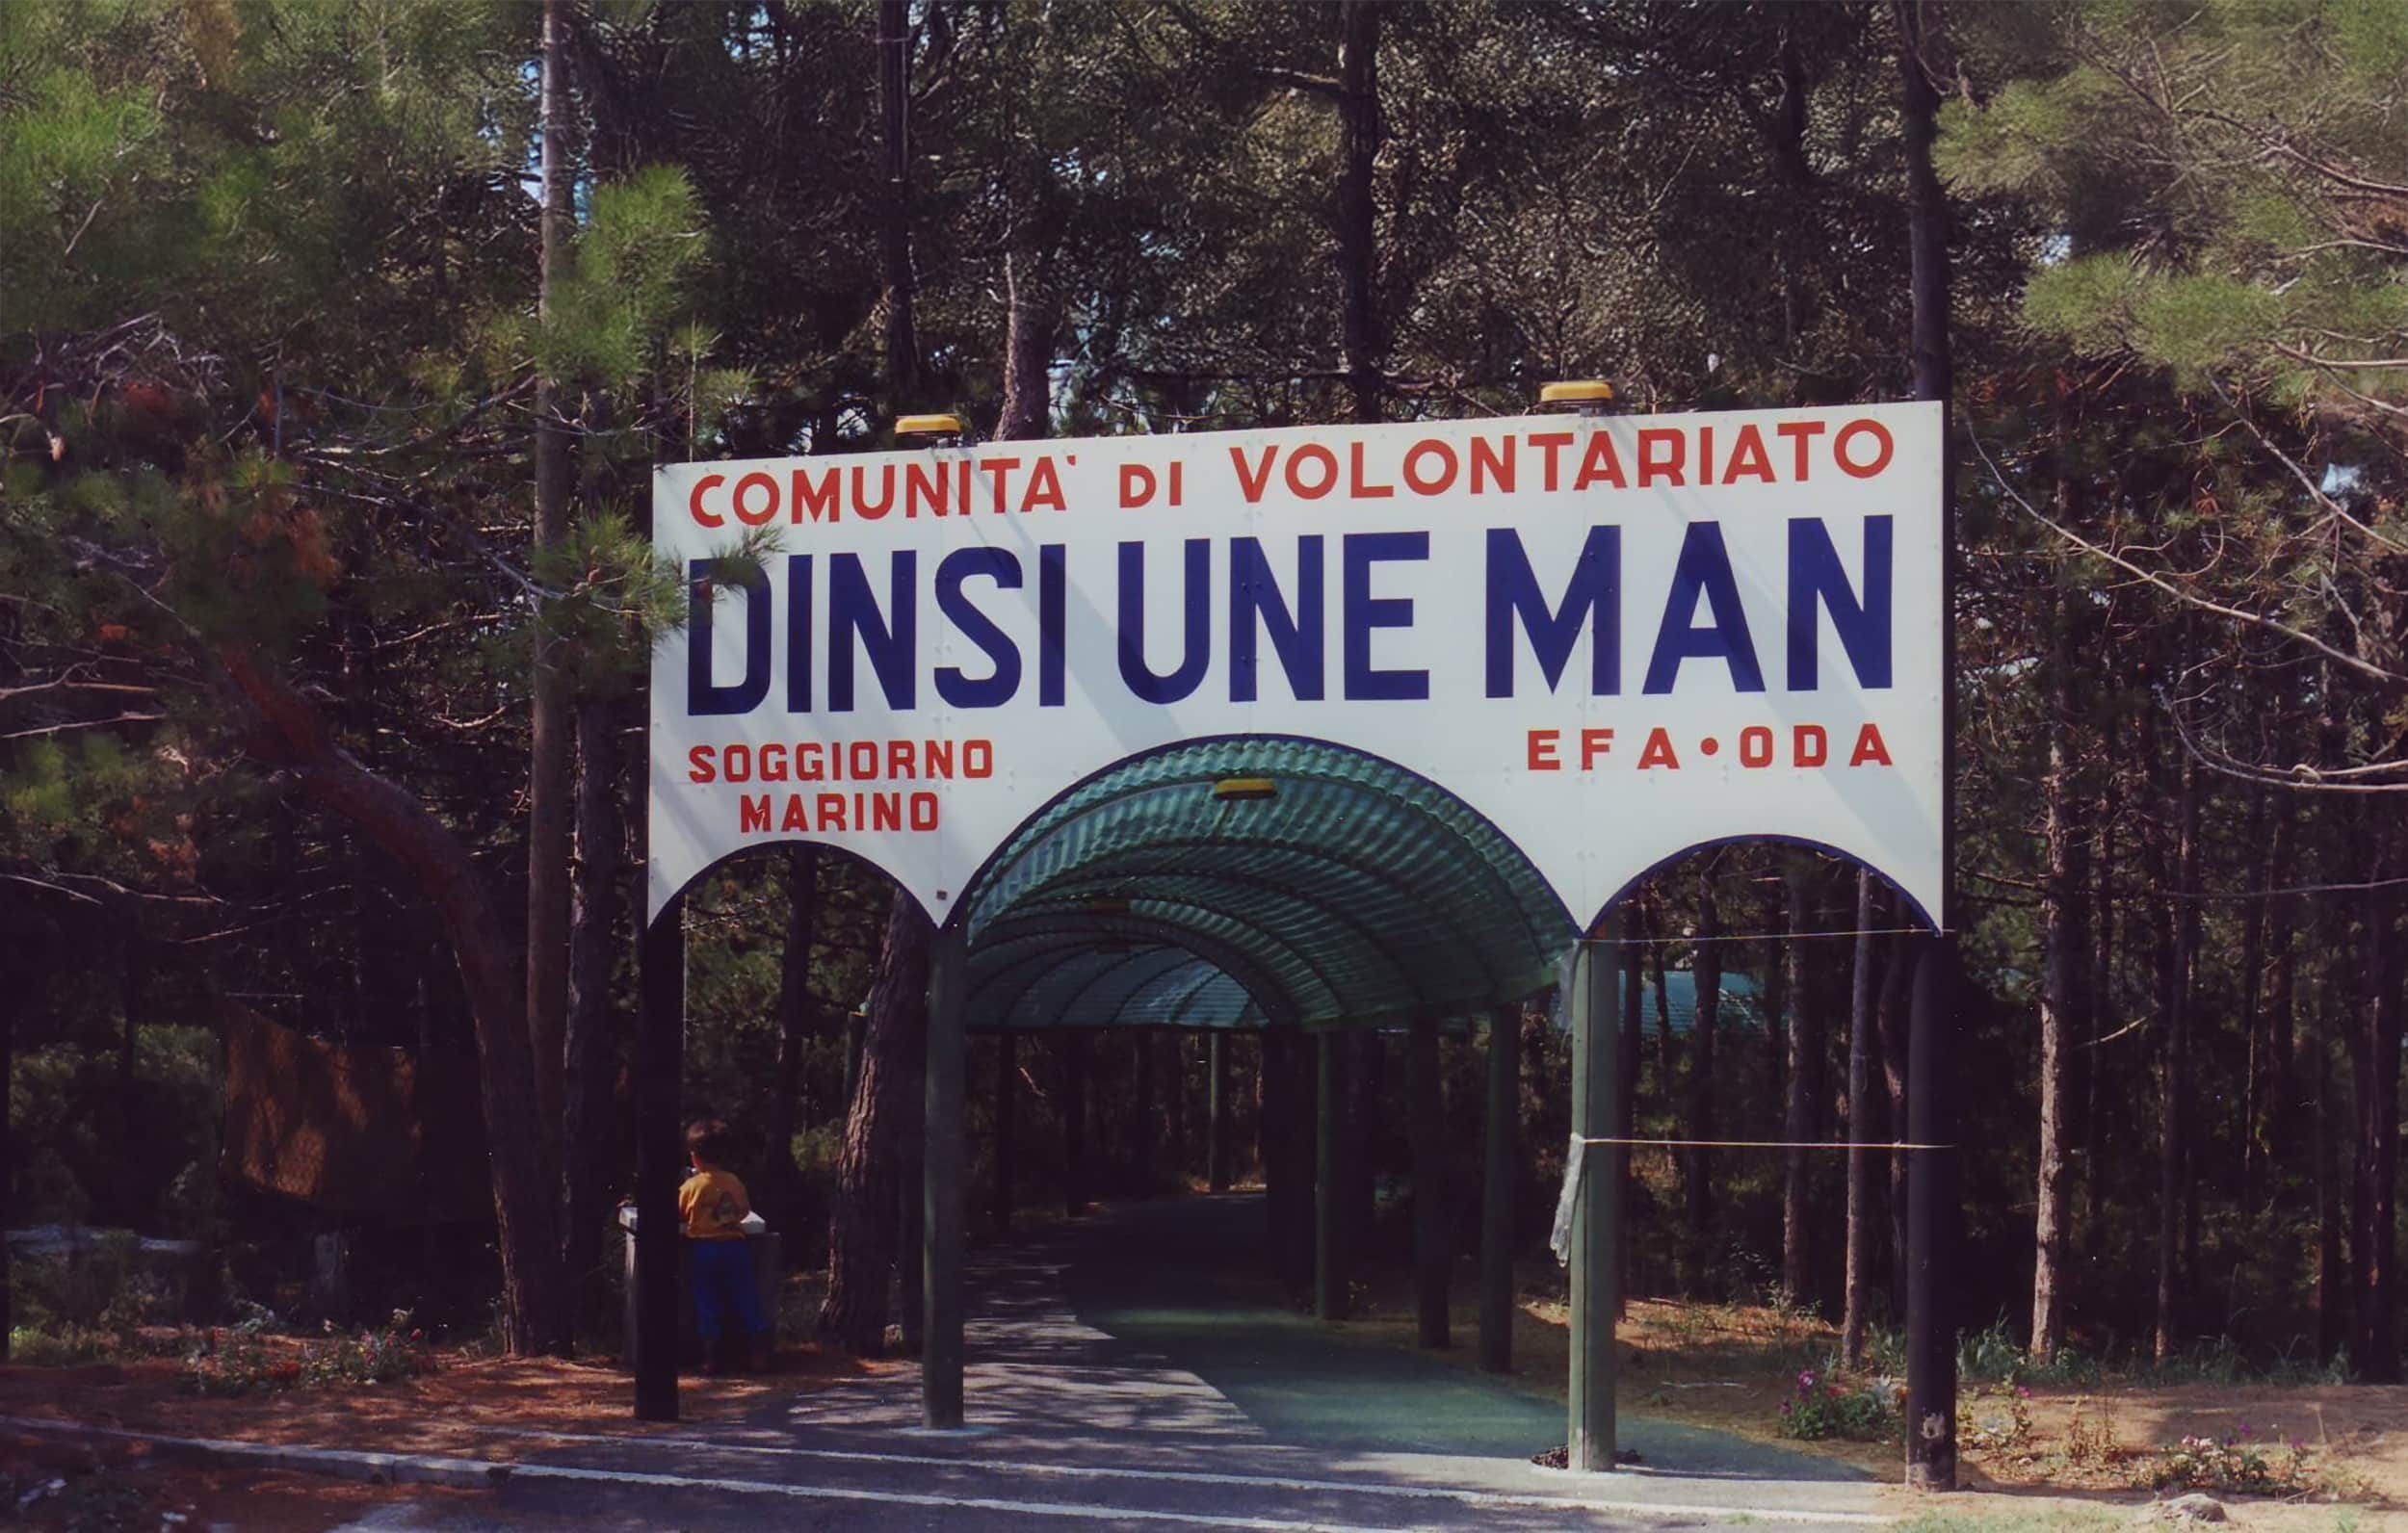 COMUNITA' DI VOLONTARIATO
DINSI UNE MAN
SOGGIORNO
MARINO
EFA•ODA